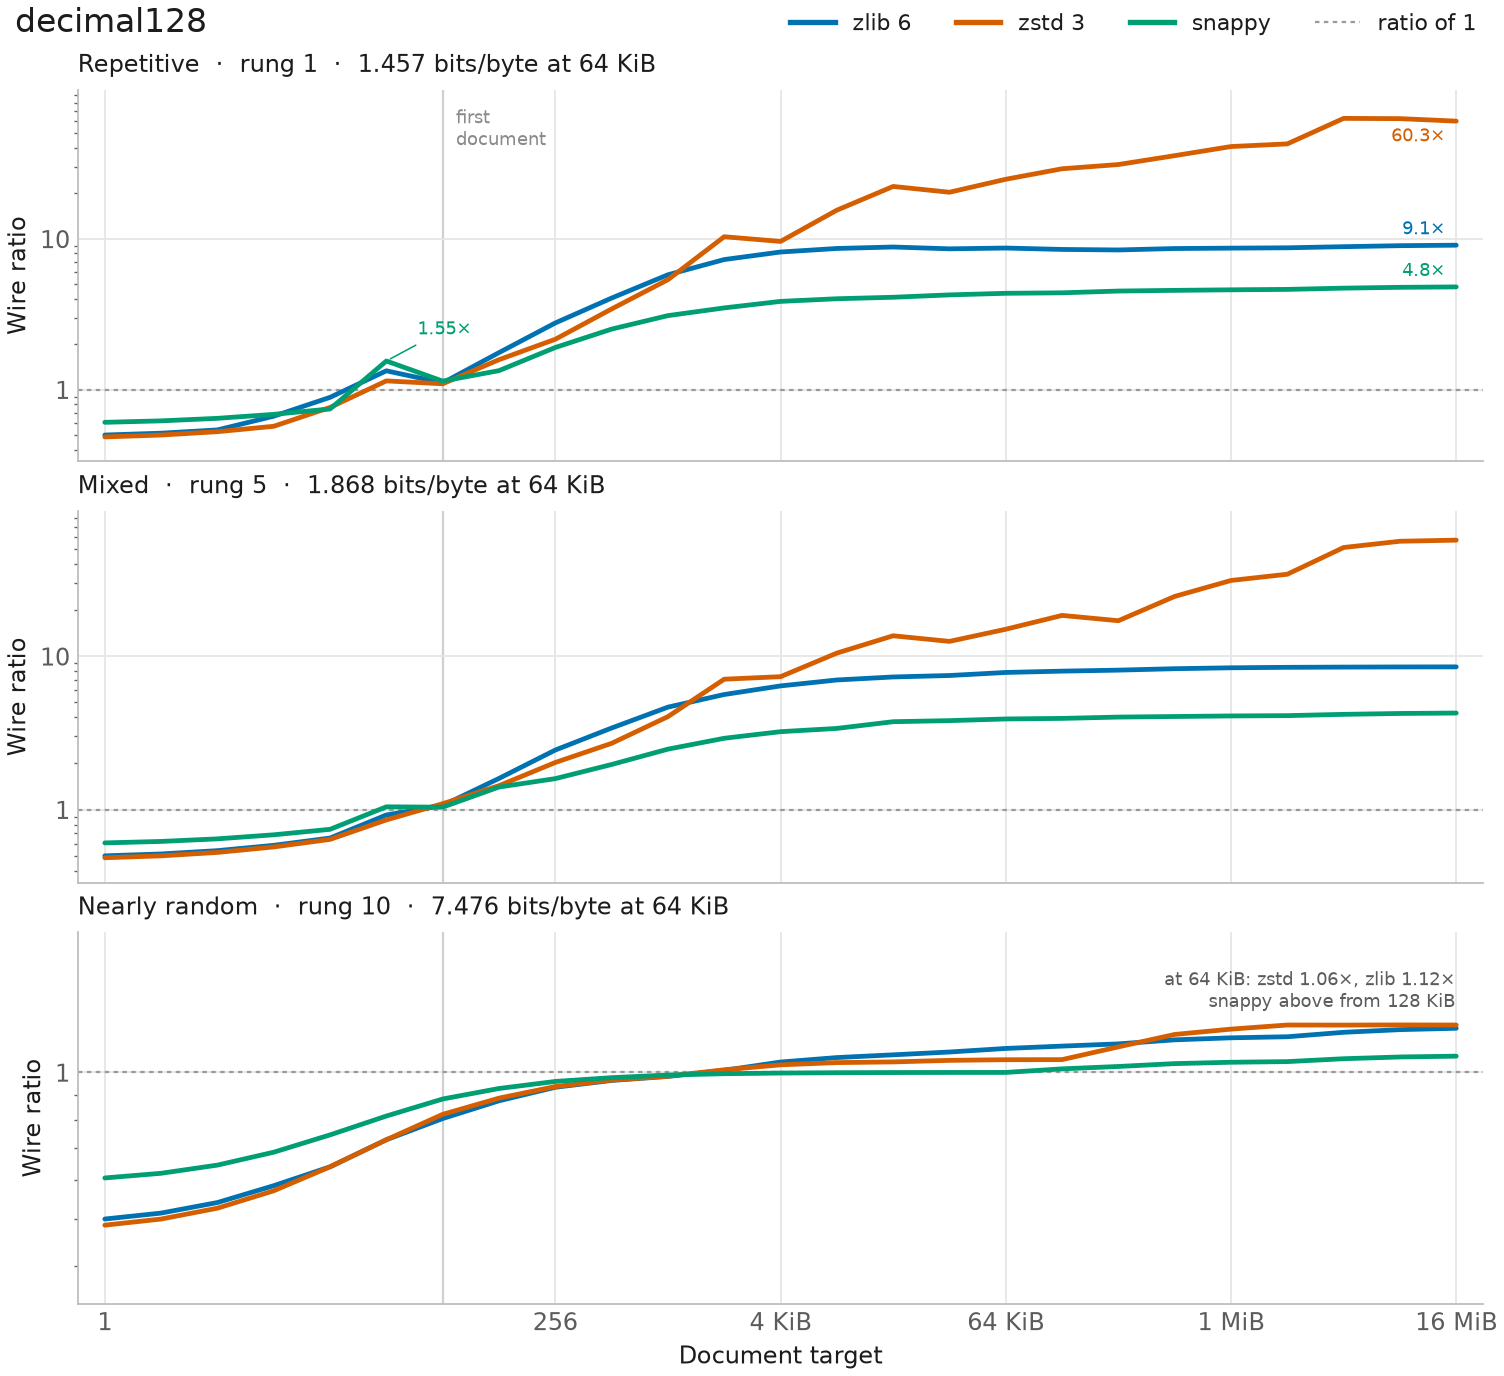 decimal128
zlib 6
zstd 3
snappy
ratio of 1
Repetitive · rung 1 · 1.457 bits/byte at 64 KiB
first
document
60.3×
9.1×
4.8×
1.55×
10
1
Wire ratio
Mixed · rung 5 · 1.868 bits/byte at 64 KiB
10
1
Wire ratio
Nearly random · rung 10 · 7.476 bits/byte at 64 KiB
at 64 KiB: zstd 1.06×, zlib 1.12×
snappy above from 128 KiB
1
Wire ratio
1
256
4 KiB
64 KiB
1 MiB
16 MiB
Document target